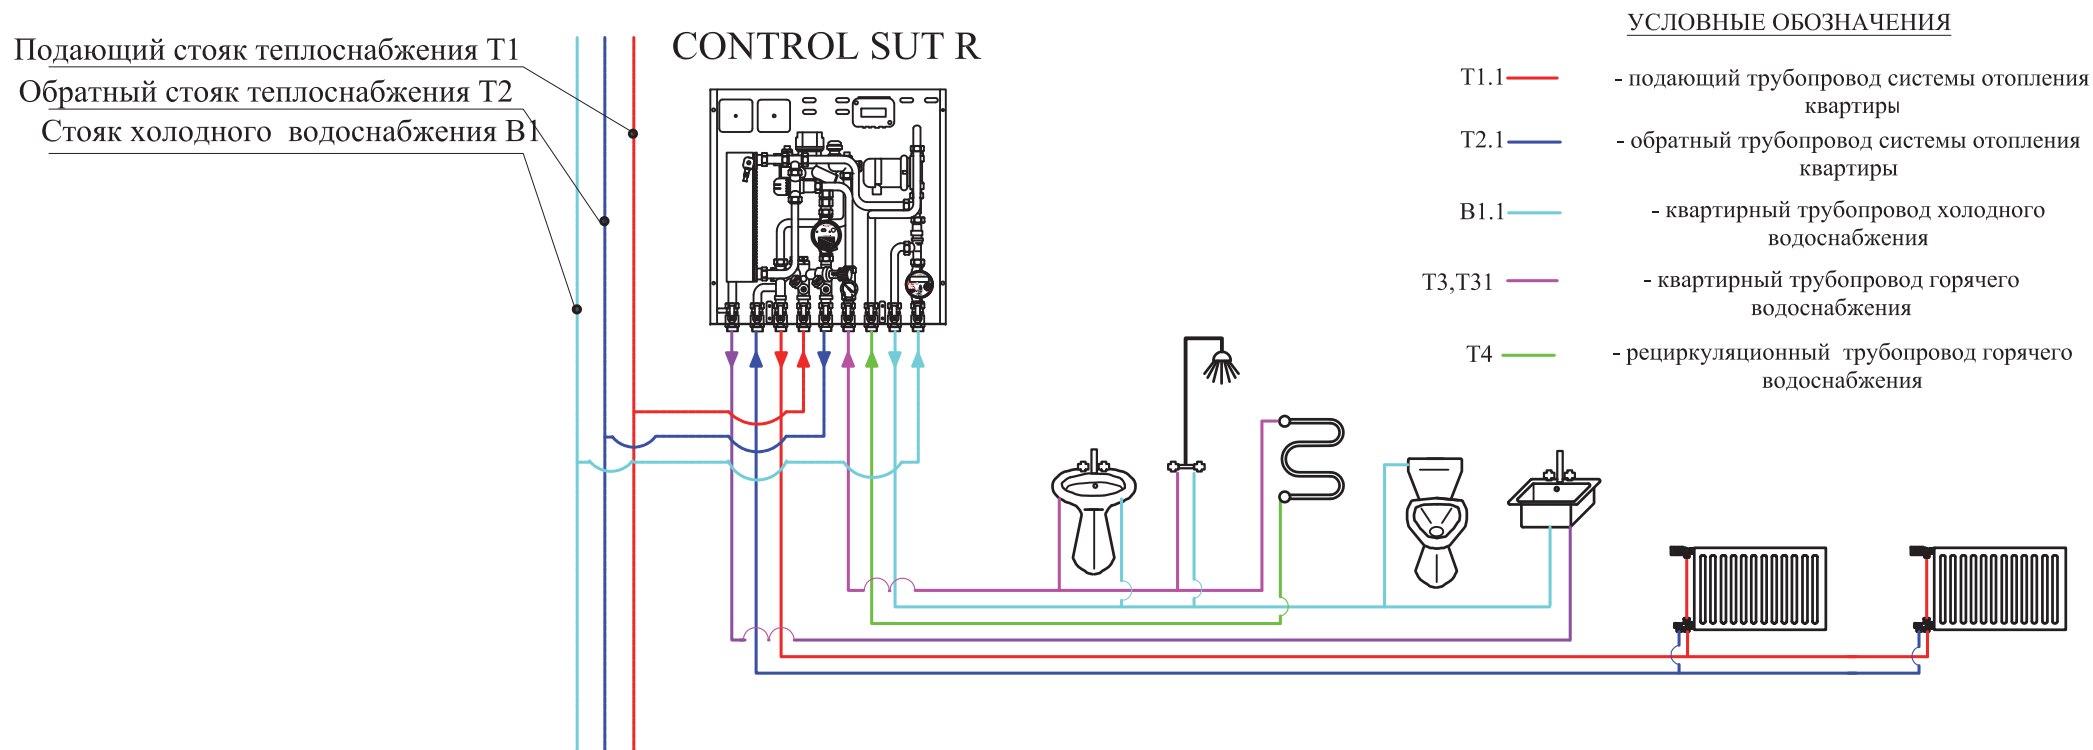 Подающий стояк теплоснабжения Т1
Обратный стояк теплоснабжения Т2
Стояк холодного водоснабжения В1
CONTROL SUT R
УСЛОВНЫЕ ОБОЗНАЧЕНИЯ
Т1.1 - подающий трубопровод системы отопления
квартиры
Т2.1 - обратный трубопровод системы отопления
квартиры
В1.1 - квартирный трубопровод холодного
водоснабжения
Т3,Т31 - квартирный трубопровод горячего
водоснабжения
Т4 - рециркуляционный трубопровод горячего
водоснабжения